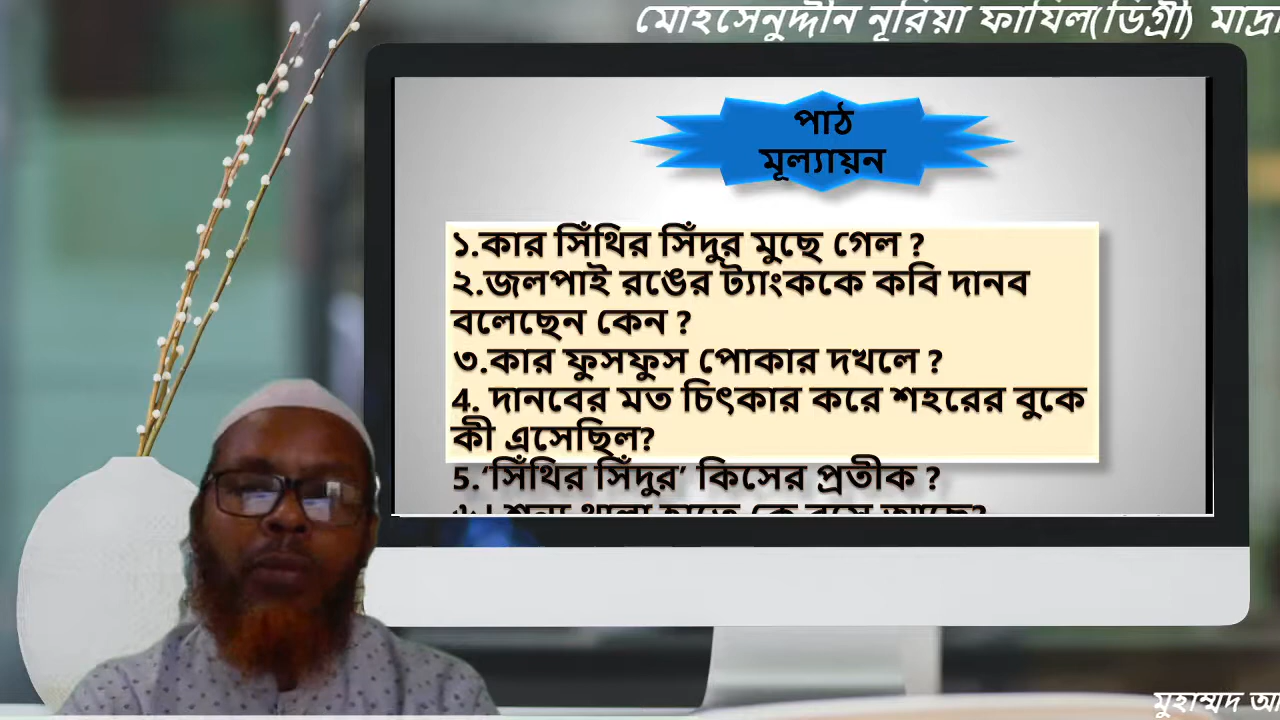 মোহসেনুদ্দীন নূরিয়া ফাযিল(ডিগ্রী)
পাঠ
মূল্যায়ন
১.কার সিঁথির সিঁদুর মুছে গেল ?
২.জলপাই রঙের ট্যাংককে কবি দানব
বলেছেন কেন ?
৩.কার ফুসফুস পোকার দখলে ?
4. দানবের মত চিৎকার করে শহরের বুকে
কী এসেছিল?
5.‘সিঁথির সিঁদুর’ কিসের প্রতীক ?
মুহাম্মদ